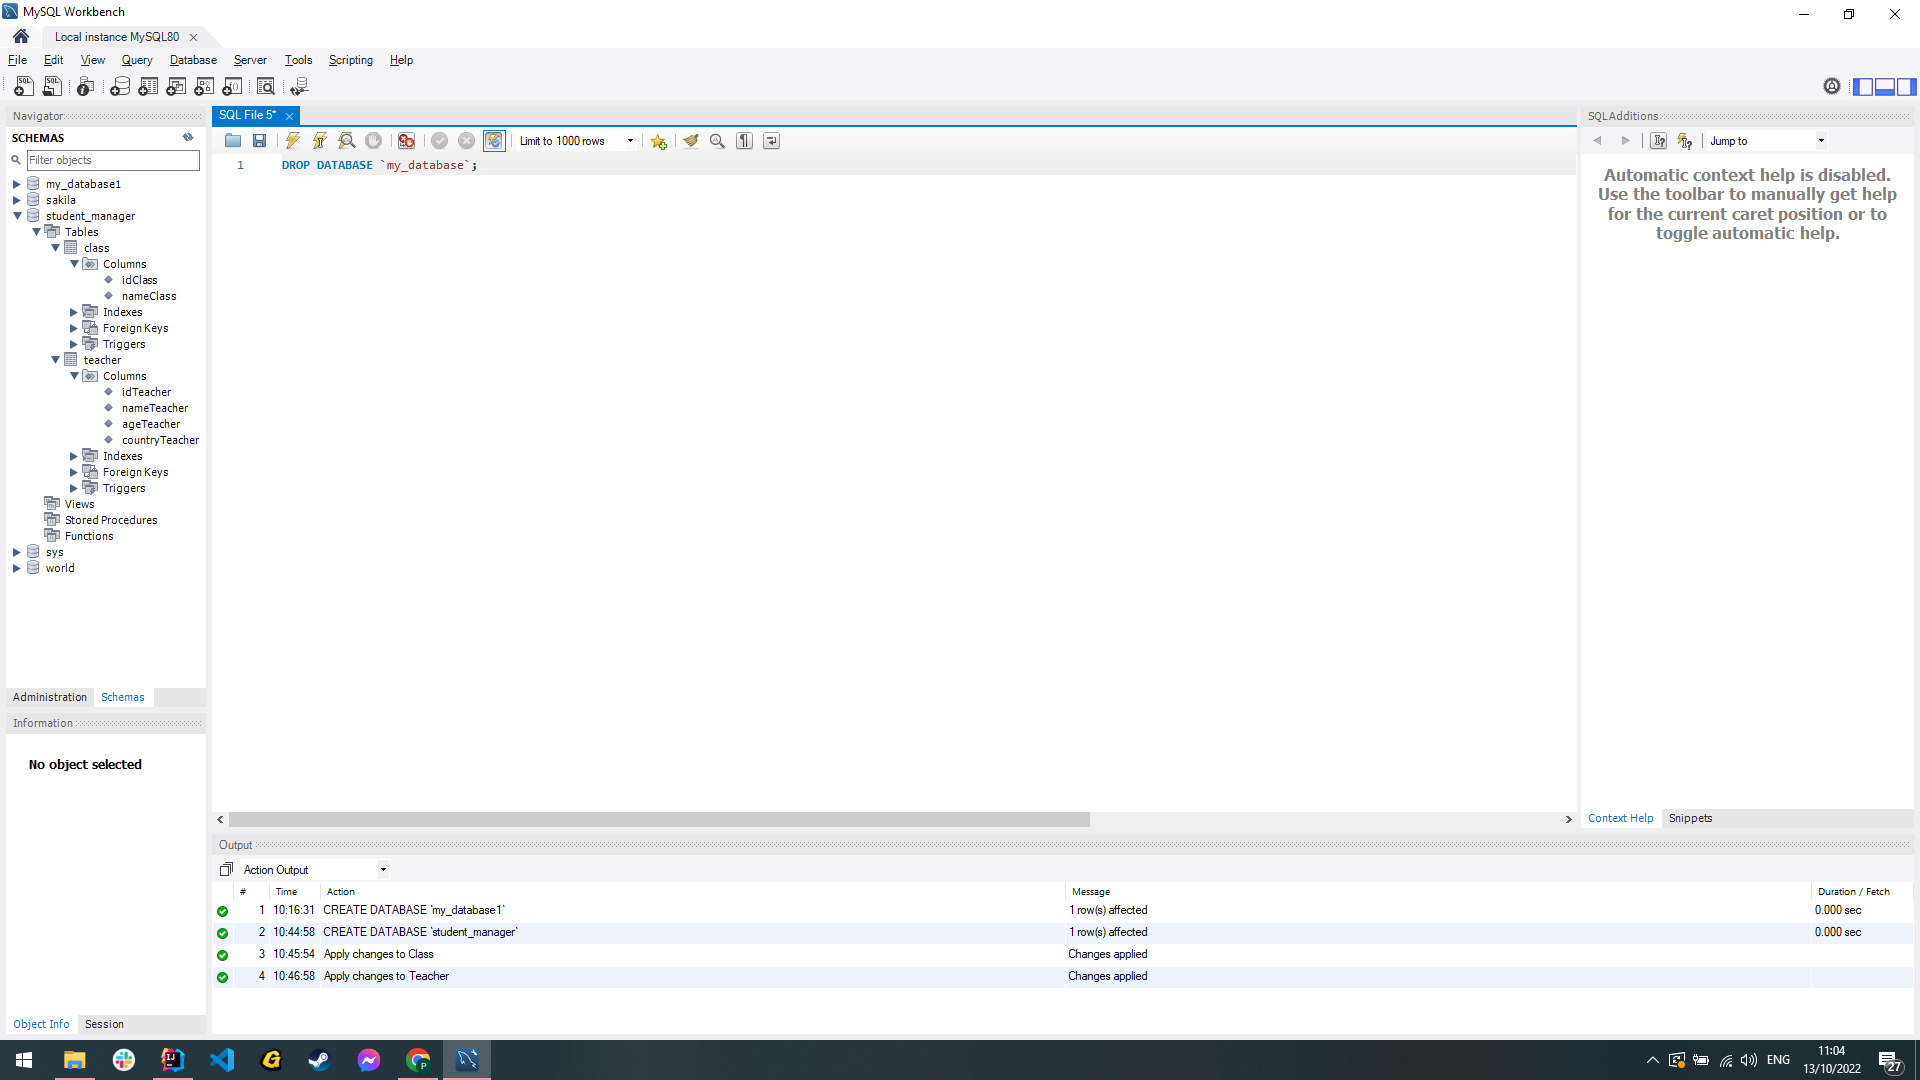 MySQL Workbench
Local instance MySQL80
File Edit View Query Database Server Tools Scripting Help
Navigator
SCHEMAS
Filter objects
my_database1
sakila
student_manager
Tables
class
Columns
idClass
nameClass
Indexes
Foreign Keys
Triggers
teacher
Columns
idTeacher
nameTeacher
ageTeacher
countryTeacher
Indexes
Foreign Keys
Triggers
Views
Stored Procedures
Functions
sys
world
Administration Schemas
Information
No object selected
Object Info Session
SQL File 5*
Limit to 1000 rows
1 DROP DATABASE `my_database`;
SQLAdditions
Jump to
Automatic context help is disabled.
Use the toolbar to manually get help
for the current caret position or to
toggle automatic help.
Context Help Snippets
Output
Action Output
# Time Action Message Duration / Fetch
1 10:16:31 CREATE DATABASE `my_database1` 1 row(s) affected 0.000 sec
2 10:44:58 CREATE DATABASE `student_manager` 1 row(s) affected 0.000 sec
3 10:45:54 Apply changes to Class Changes applied
4 10:46:58 Apply changes to Teacher Changes applied
ENG
11:04
13/10/2022
27